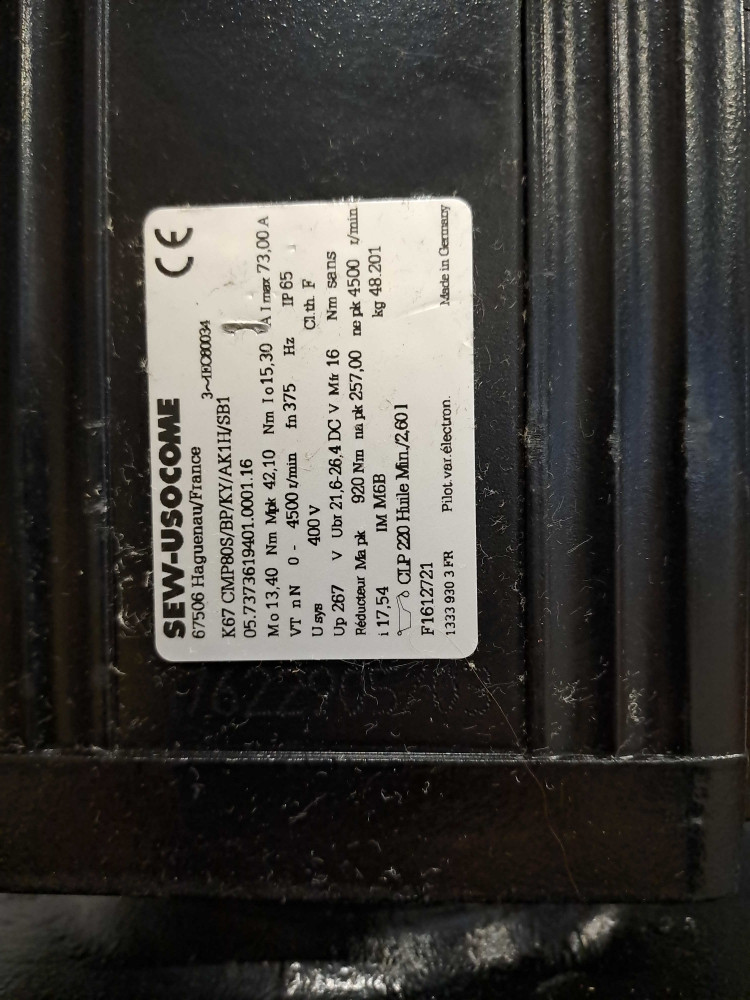 SEW-USOCOME CE
67506 Haguenau/France
3~IEC60034
K67 CMP80S/BP/KY//AK1H/SB1
05.7373619401.0001.16
Mo 13,40 Nm Mpk 42,10 Nm I o 15,30 A I max 73,00 A
VT n N 0 - 4500 r/min fn 375 Hz IP 65
U sys 400 V Cl.th. F
Up 267 V Ubr 21,6-26,4 DC V Mfr 16 Nm sans
Réducteur Ma pk 920 Nm na pk 257,00 ne pk 4500 r/min
i 17,54 IM M6B kg 48.201
CLP 220 Huile Min./2,60 l
F1612721
1333 930 3 FR Pilot. var. électron. Made in Germany